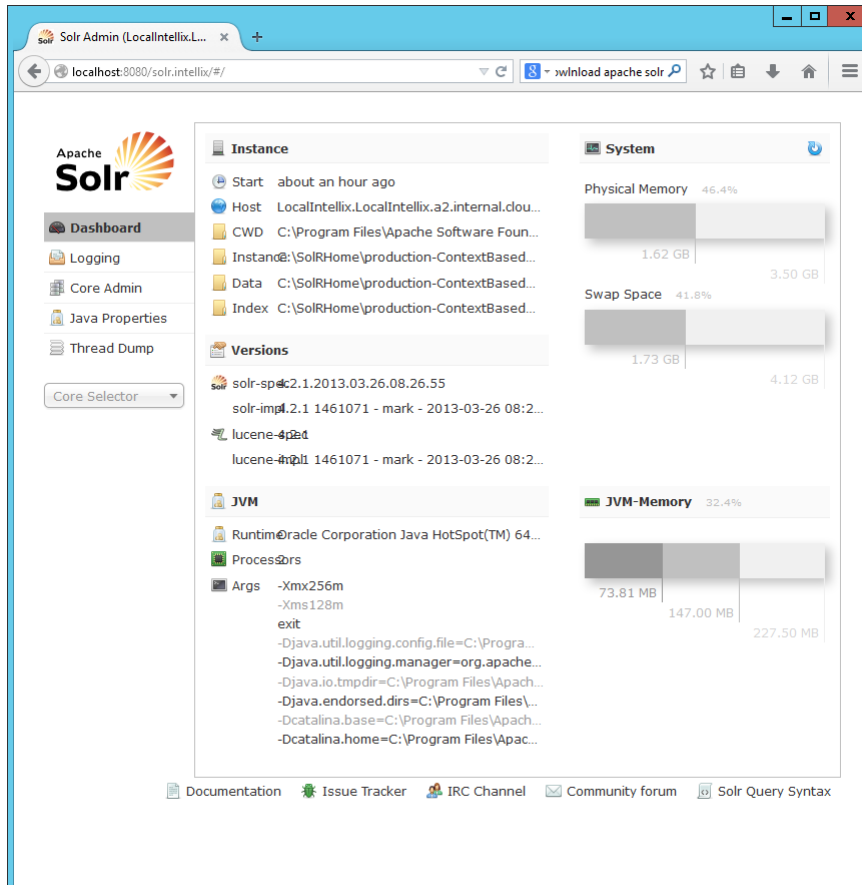 Solr Admin (LocalIntellix.L...
localhost:8080/solr.intellix/#/
wnload apache solr
Apache
Solr
Dashboard
Logging
Core Admin
Java Properties
Thread Dump
Core Selector
Instance
Start about an hour ago
Host LocalIntellix.LocalIntellix.a2.internal.clou...
CWD C:\Program Files\Apache Software Foun...
Instance C:\SolRHome\production-ContextBased...
Data C:\SolRHome\production-ContextBased...
Index C:\SolRHome\production-ContextBased...
Versions
solr-spec 4.2.1.2013.03.26.08.26.55
solr-impl 4.2.1 1461071 - mark - 2013-03-26 08:2...
lucene-spec 4.2.1
lucene-impl 4.2.1 1461071 - mark - 2013-03-26 08:2...
JVM
Runtime Oracle Corporation Java HotSpot(TM) 64...
Processors 2
Args -Xmx256m
-Xms128m
exit
-Djava.util.logging.config.file=C:\Progra...
-Djava.util.logging.manager=org.apache...
-Djava.io.tmpdir=C:\Program Files\Apach...
-Djava.endorsed.dirs=C:\Program Files\...
-Dcatalina.base=C:\Program Files\Apach...
-Dcatalina.home=C:\Program Files\Apac...
System
Physical Memory 46.4%
1.62 GB
3.50 GB
Swap Space 41.8%
1.73 GB
4.12 GB
JVM-Memory 32.4%
73.81 MB
147.00 MB
227.50 MB
Documentation Issue Tracker IRC Channel Community forum Solr Query Syntax